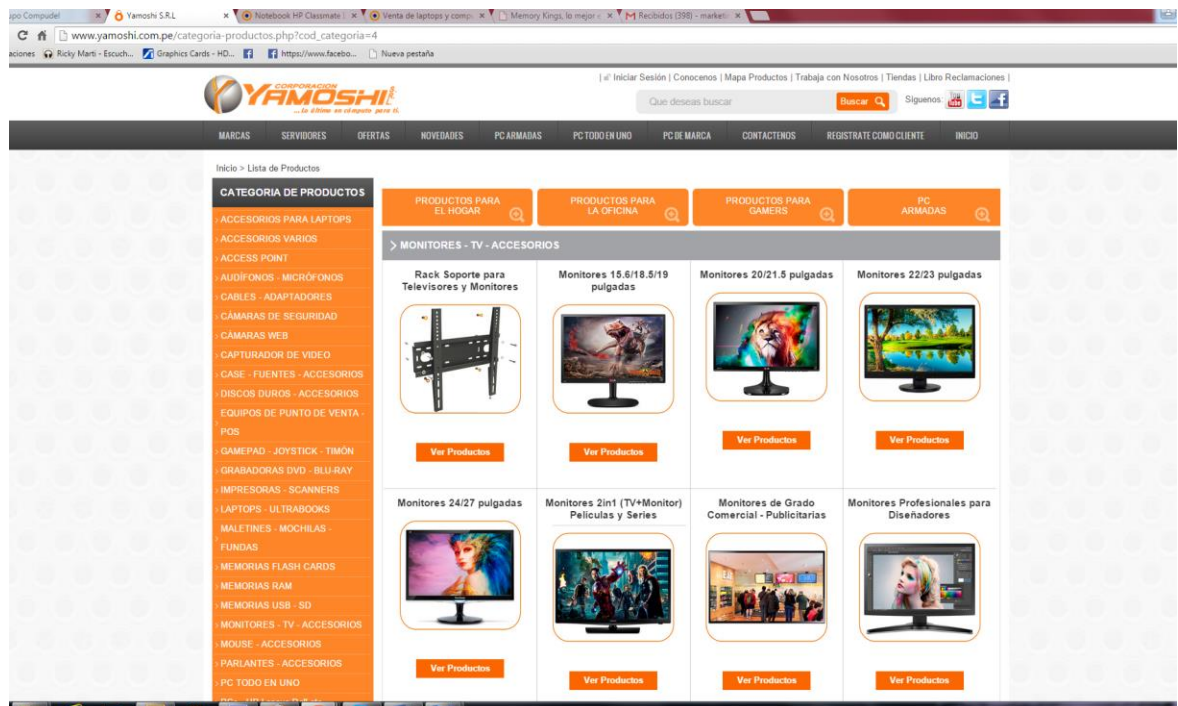 upo Compudel
Yamoshi S.R.L
Notebook HP Classmate
Venta de laptops y compu
Memory Kings, lo mejor e
Recibidos (398) - marketi
www.yamoshi.com.pe/categoria-productos.php?cod_categoria=4
aciones
Ricky Marti - Escuch...
Graphics Cards - HD...
https://www.facebo...
Nueva pestaña
CORPORACION
YAMOSHI
...lo último en cómputo para ti.
| Iniciar Sesión | Conocenos | Mapa Productos | Trabaja con Nosotros | Tiendas | Libro Reclamaciones |
Que deseas buscar
Buscar
Siguenos:
MARCAS SERVIDORES OFERTAS NOVEDADES PC ARMADAS PC TODO EN UNO PC DE MARCA CONTACTENOS REGISTRATE COMO CLIENTE INICIO
Inicio > Lista de Productos
CATEGORIA DE PRODUCTOS
ACCESORIOS PARA LAPTOPS
ACCESORIOS VARIOS
ACCESS POINT
AUDÍFONOS - MICRÓFONOS
CABLES - ADAPTADORES
CÁMARAS DE SEGURIDAD
CÁMARAS WEB
CAPTURADOR DE VIDEO
CASE - FUENTES - ACCESORIOS
DISCOS DUROS - ACCESORIOS
EQUIPOS DE PUNTO DE VENTA -
POS
GAMEPAD - JOYSTICK - TIMÓN
GRABADORAS DVD - BLU-RAY
IMPRESORAS - SCANNERS
LAPTOPS - ULTRABOOKS
MALETINES - MOCHILAS -
FUNDAS
MEMORIAS FLASH CARDS
MEMORIAS RAM
MEMORIAS USB - SD
MONITORES - TV - ACCESORIOS
MOUSE - ACCESORIOS
PARLANTES - ACCESORIOS
PC TODO EN UNO
PRODUCTOS PARA
EL HOGAR
PRODUCTOS PARA
LA OFICINA
PRODUCTOS PARA
GAMERS
PC
ARMADAS
MONITORES - TV - ACCESORIOS
Rack Soporte para
Televisores y Monitores
Ver Productos
Monitores 15.6/18.5/19
pulgadas
Ver Productos
Monitores 20/21.5 pulgadas
Ver Productos
Monitores 22/23 pulgadas
Ver Productos
Monitores 24/27 pulgadas
Ver Productos
Monitores 2in1 (TV+Monitor)
Peliculas y Series
Ver Productos
Monitores de Grado
Comercial - Publicitarias
Ver Productos
Monitores Profesionales para
Diseñadores
Ver Productos